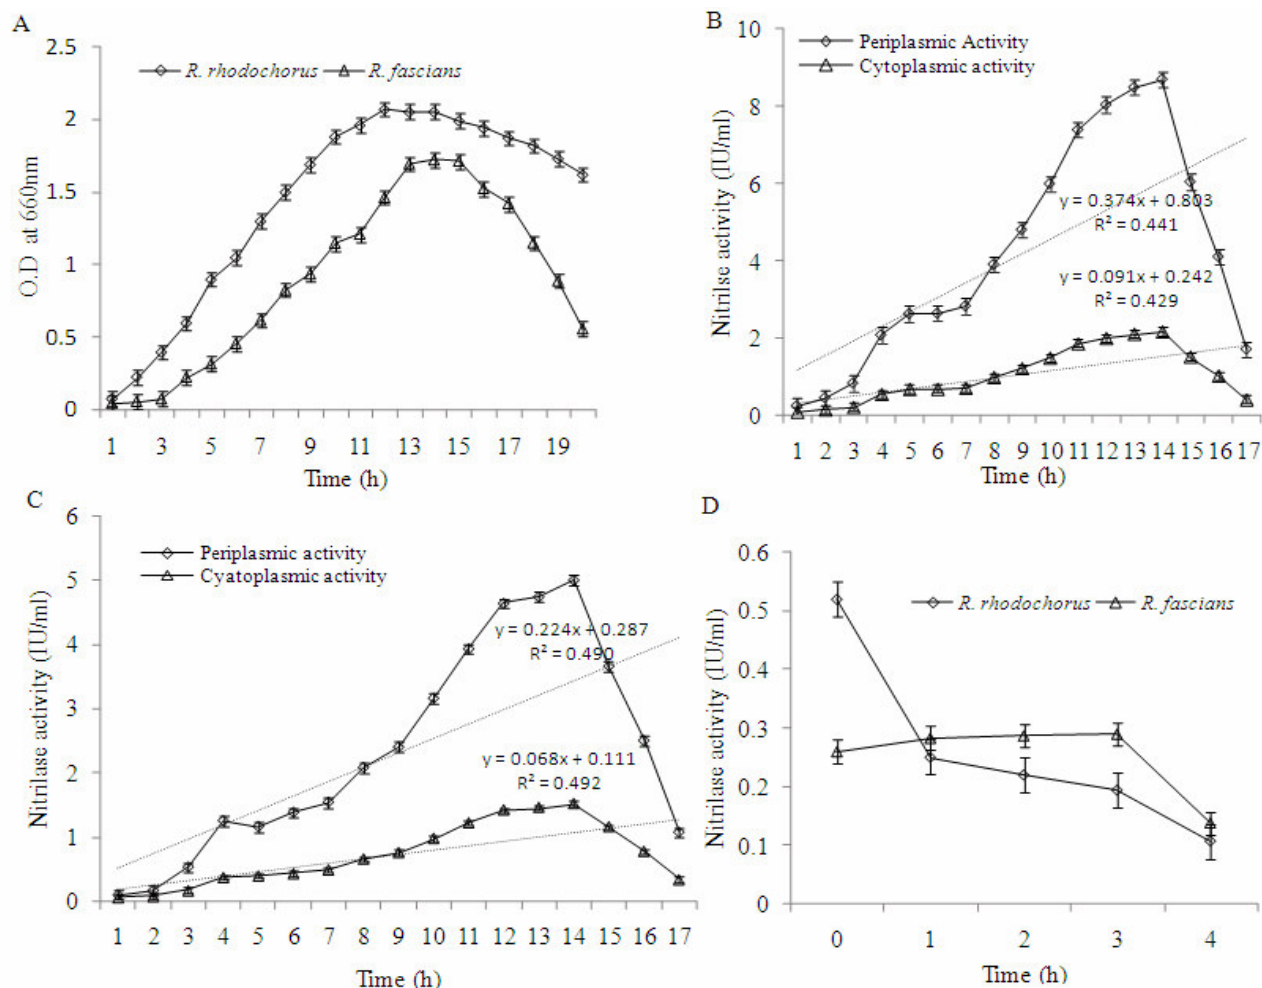 A
2.5
2
1.5
1
0.5
0
R. rhodochorus R. fascians
O.D at 660nm
1 3 5 7 9 11 13 15 17 19
Time (h)
B
10
8
6
4
2
0
Periplasmic Activity
Cytoplasmic activity
Nitrilse activity (IU/ml)
y = 0.374x + 0.803
R² = 0.441
y = 0.091x + 0.242
R² = 0.429
1 2 3 4 5 6 7 8 9 10 11 12 13 14 15 16 17
Time (h)
C
6
5
4
3
2
1
0
Periplasmic activity
Cyatoplasmic activity
Nitrilase activity (IU/ml)
y = 0.224x + 0.287
R² = 0.490
y = 0.068x + 0.111
R² = 0.492
1 2 3 4 5 6 7 8 9 10 11 12 13 14 15 16 17
Time (h)
D
0.6
0.5
0.4
0.3
0.2
0.1
0
R. rhodochorus R. fascians
Nitrilase activity (IU/ml)
0 1 2 3 4
Time (h)